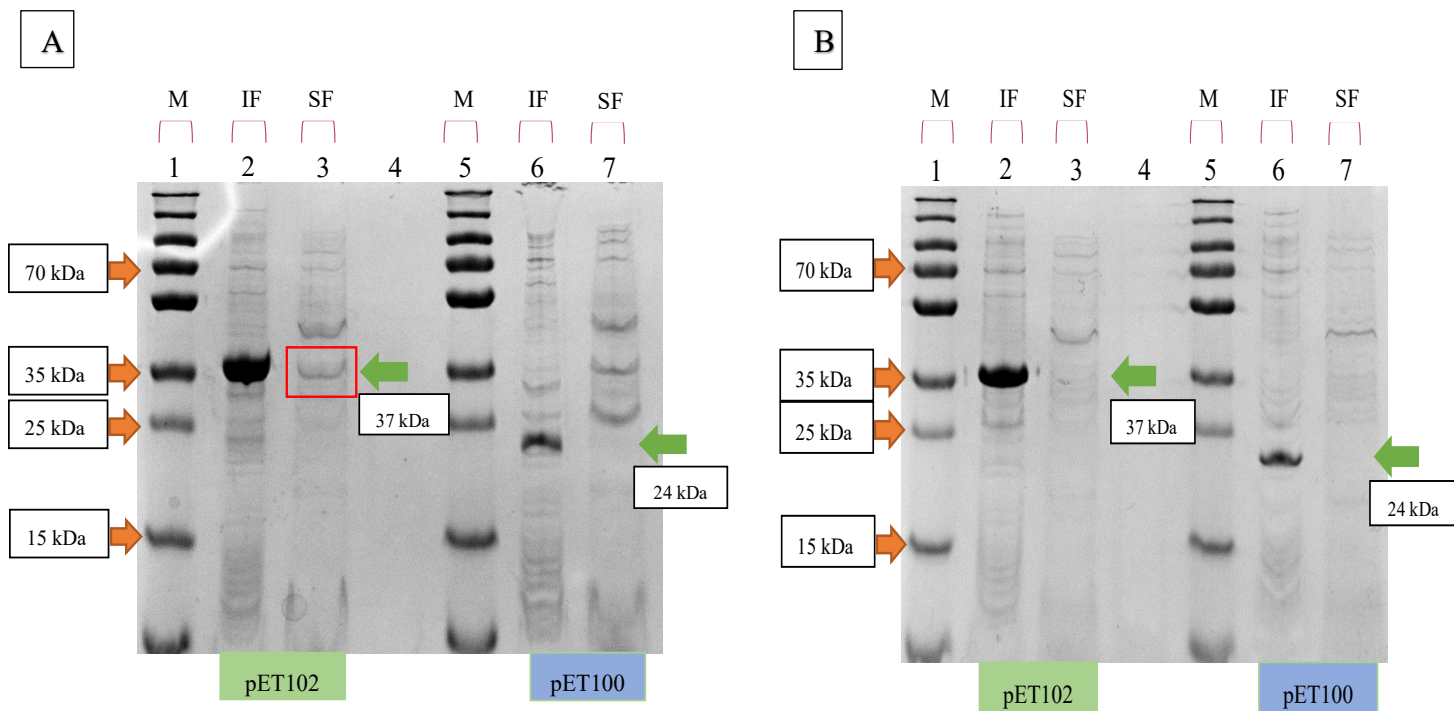 A
M IF SF M IF SF
1 2 3 4 5 6 7
70 kDa
35 kDa
37 kDa
25 kDa
24 kDa
15 kDa
pET102 pET100
B
M IF SF M IF SF
1 2 3 4 5 6 7
70 kDa
35 kDa
37 kDa
25 kDa
24 kDa
15 kDa
pET102 pET100